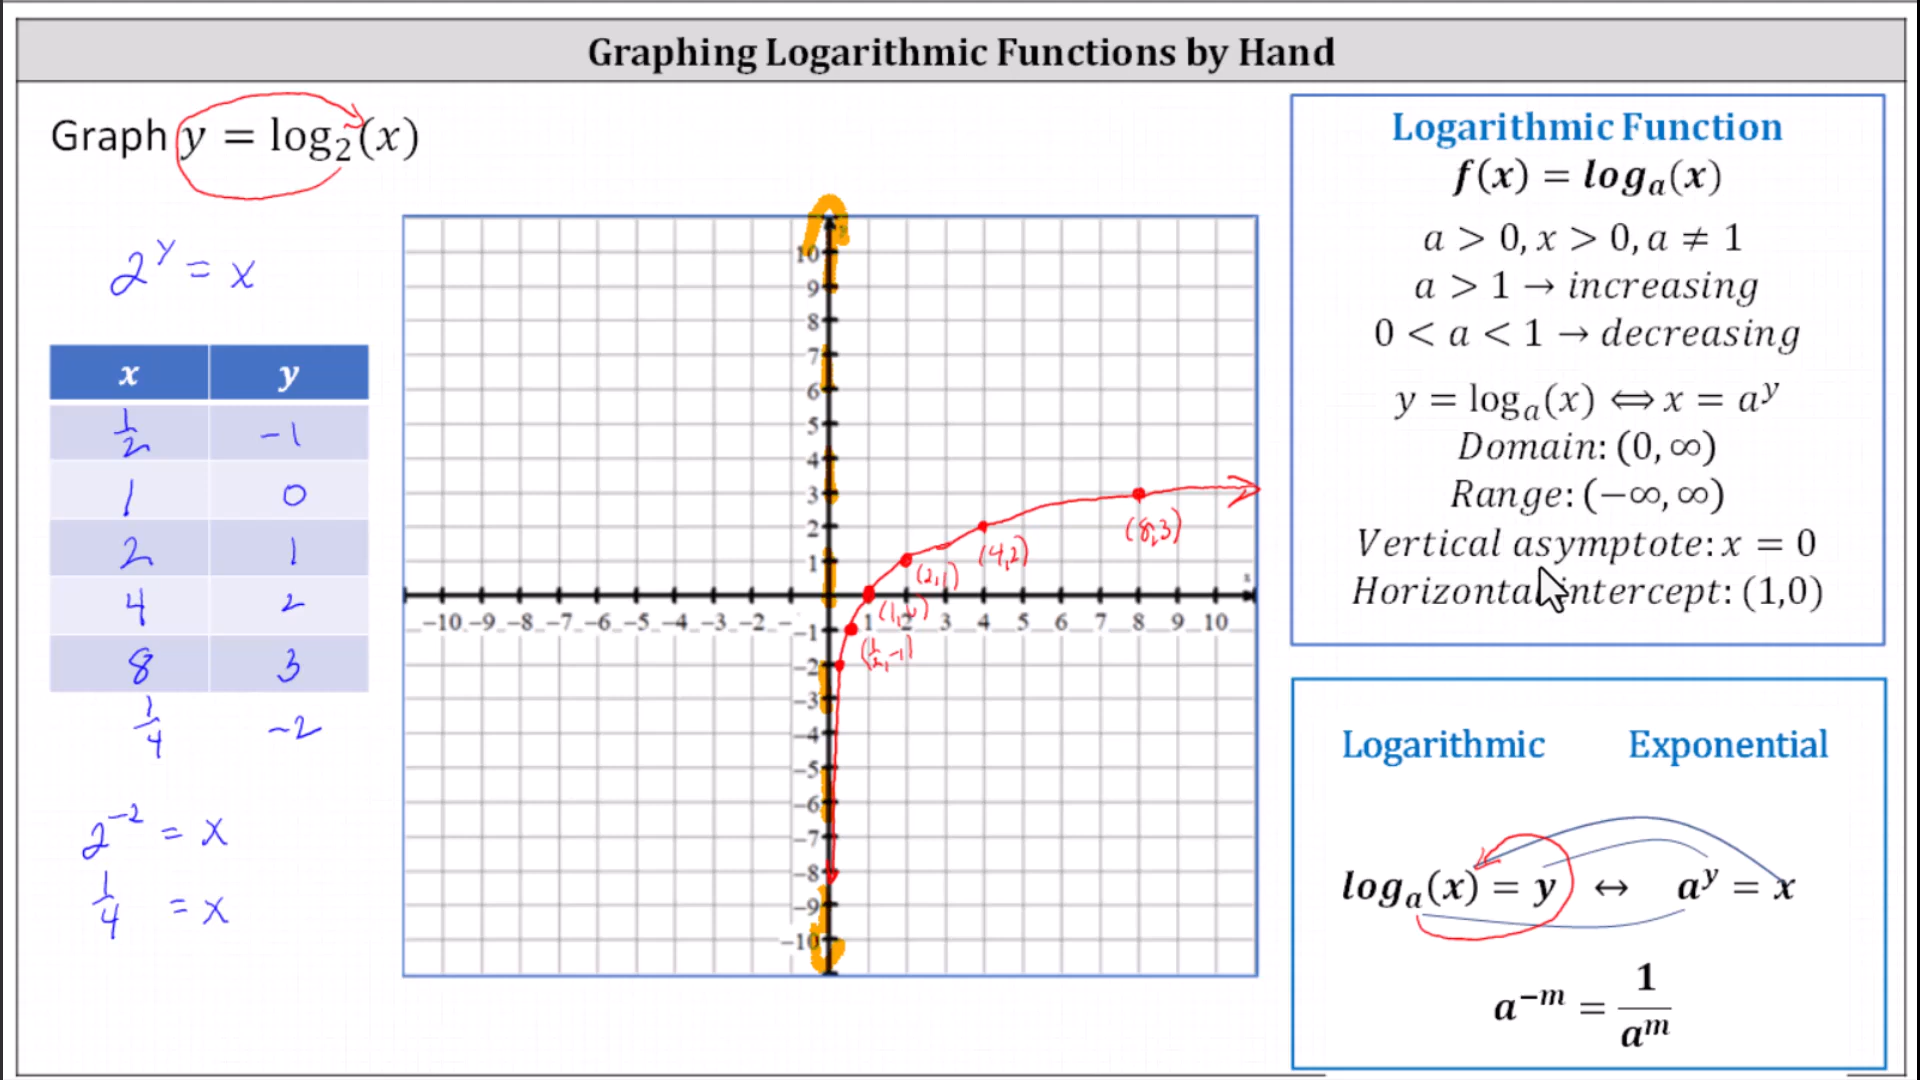 Graphing Logarithmic Functions by Hand
Graph y = log₂(x)
2^y = x
x y
1/2 -1
1 0
2 1
4 2
8 3
1/4 -2
2^-2 = x
1/4 = x
10
9
8
7
6
5
4
3
2
1
-10 -9 -8 -7 -6 -5 -4 -3 -2 1 2 3 4 5 6 7 8 9 10
-1
-2
-3
-4
-5
-6
-7
-8
-9
-10
x
(8,3)
(4,2)
(2,1)
(1,0)
(1/2,-1)
Logarithmic Function
f(x) = logₐ(x)
a > 0, x > 0, a ≠ 1
a > 1 → increasing
0 < a < 1 → decreasing
y = logₐ(x) ⟺ x = a^y
Domain: (0, ∞)
Range: (−∞, ∞)
Vertical asymptote: x = 0
Horizontal intercept: (1,0)
Logarithmic Exponential
logₐ(x) = y ↔ a^y = x
a^−m = 1/a^m